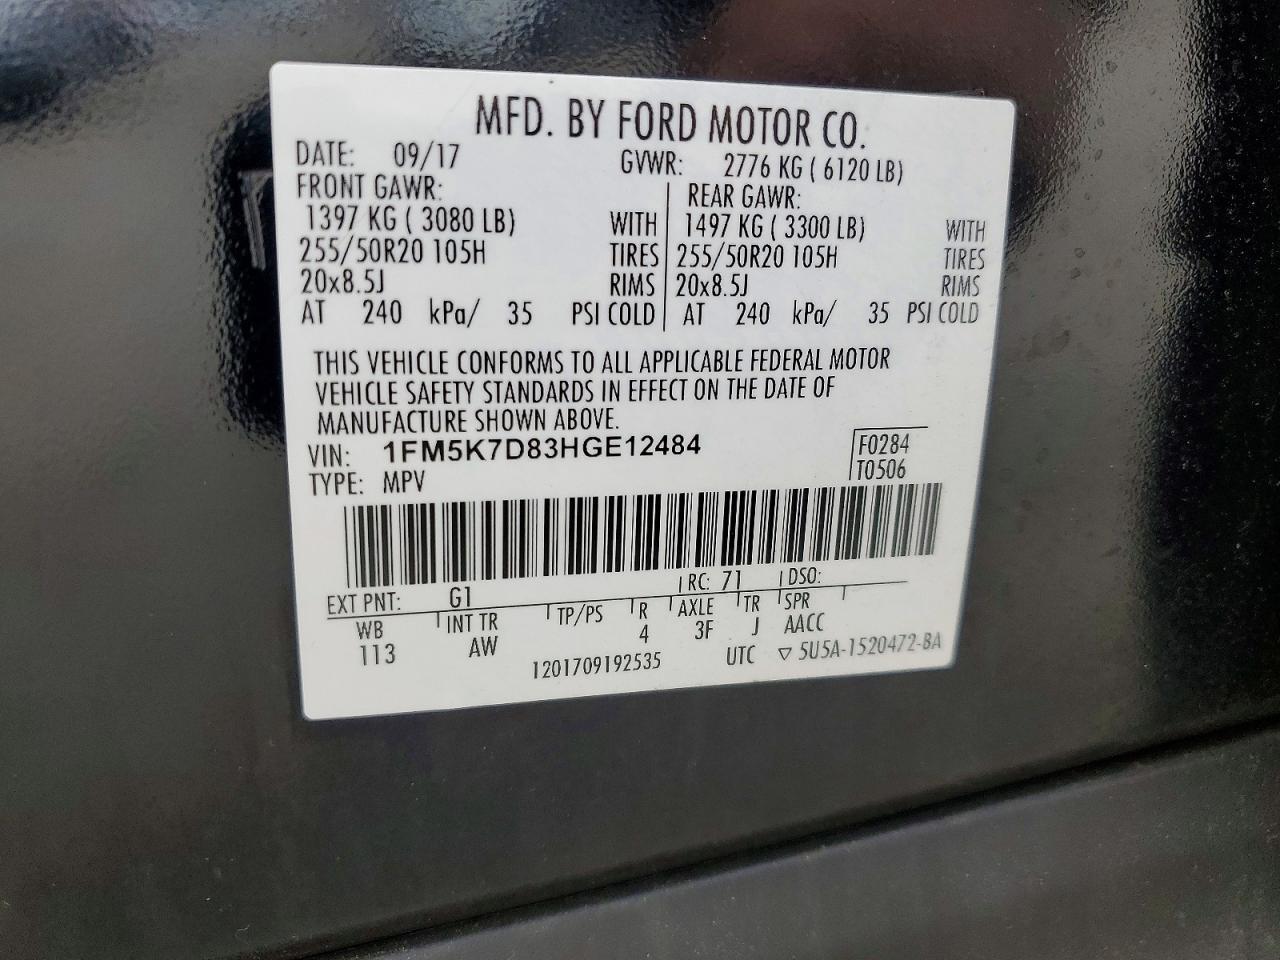 MFD. BY FORD MOTOR CO.
DATE: 09/17 GVWR: 2776 KG ( 6120 LB)
FRONT GAWR: REAR GAWR:
1397 KG ( 3080 LB) WITH 1497 KG ( 3300 LB) WITH
255/50R20 105H TIRES 255/50R20 105H TIRES
20x8.5J RIMS 20x8.5J RIMS
AT 240 kPa/ 35 PSI COLD AT 240 kPa/ 35 PSI COLD
THIS VEHICLE CONFORMS TO ALL APPLICABLE FEDERAL MOTOR
VEHICLE SAFETY STANDARDS IN EFFECT ON THE DATE OF
MANUFACTURE SHOWN ABOVE.
VIN: 1FM5K7D83HGE12484 F0284
TYPE: MPV T0506
EXT PNT: G1 RC: 71 DSO:
WB INT TR TP/PS R AXLE TR SPR
113 AW 4 3F J AACC
1201709192535 UTC ▽ 5U5A-1520472-BA